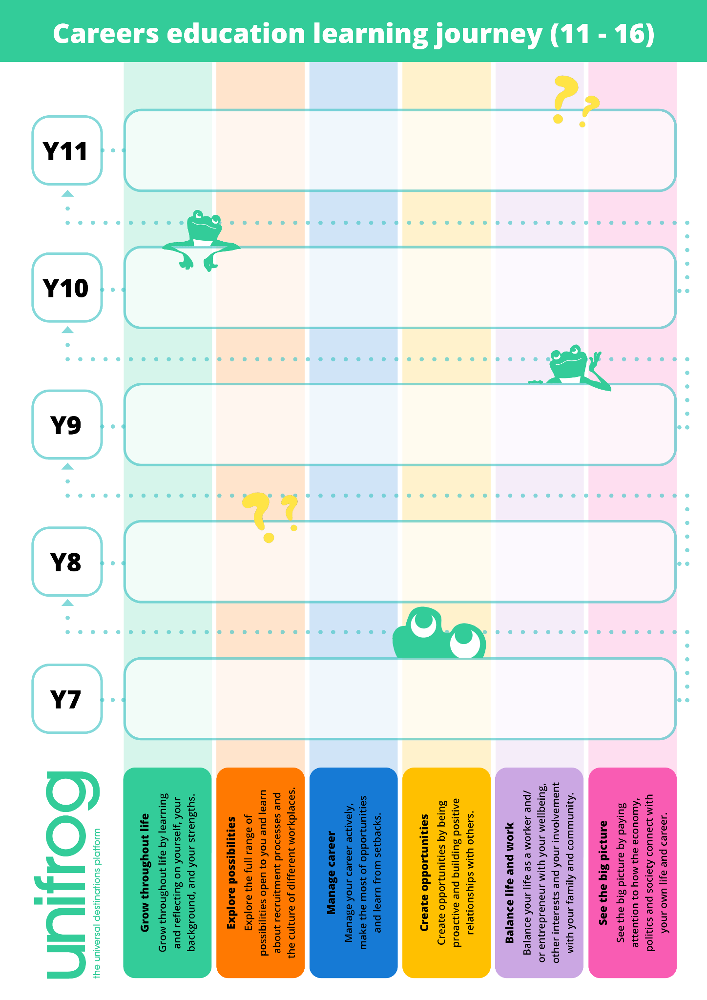 Careers education learning journey (11 - 16)
Y11
Y10
Y9
Y8
Y7
unifrog
the universal destinations platform
Grow throughout life
Grow throughout life by learning
and reflecting on yourself, your
background, and your strengths.
Explore possibilities
Explore the full range of
possibilities open to you and learn
about recruitment processes and
the culture of different workplaces.
Manage career
Manage your career actively,
make the most of opportunities
and learn from setbacks.
Create opportunities
Create opportunities by being
proactive and building positive
relationships with others.
Balance life and work
Balance your life as a worker and/
or entrepreneur with your wellbeing,
other interests and your involvement
with your family and community.
See the big picture
See the big picture by paying
attention to how the economy,
politics and society connect with
your own life and career.
? ?
? ?